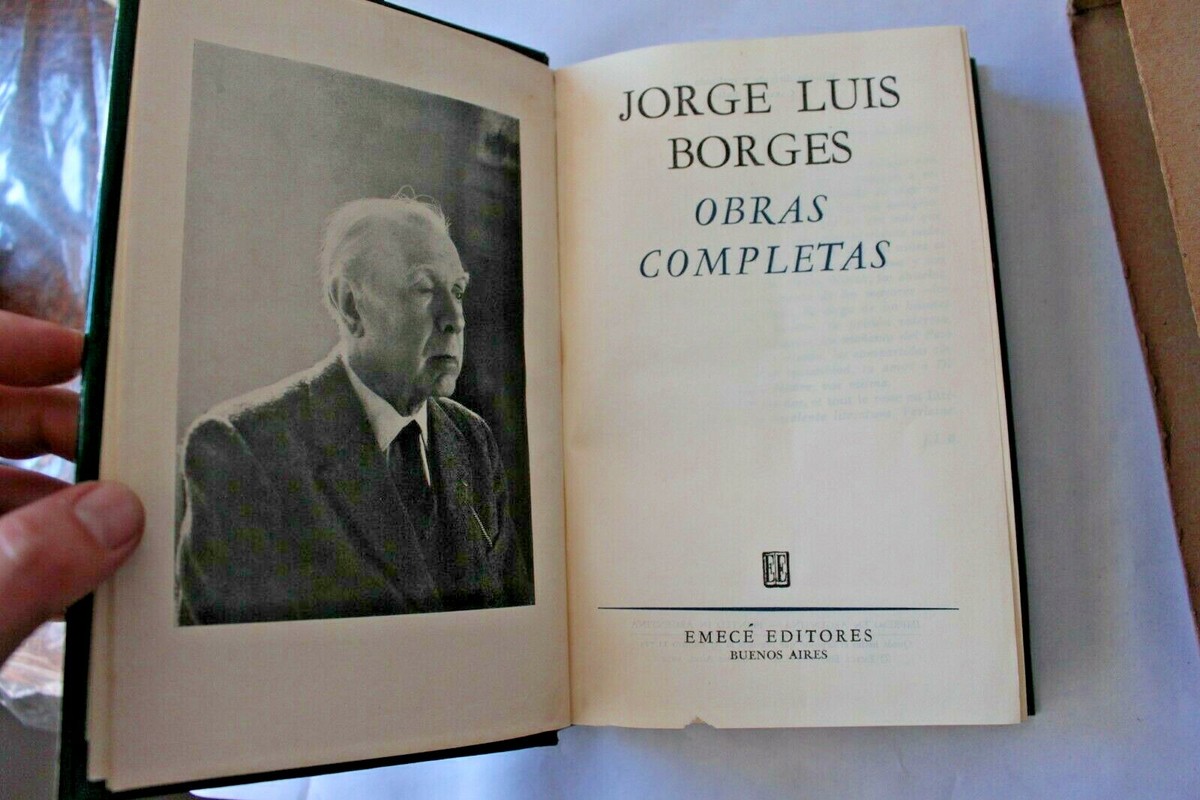 JORGE LUIS
BORGES
OBRAS
COMPLETAS
EE
EMECÉ EDITORES
BUENOS AIRES